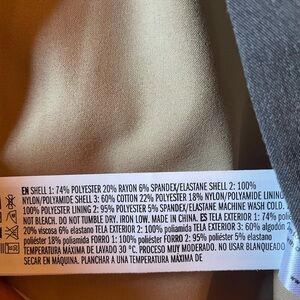 EN SHELL 1: 74% POLYESTER 20% RAYON 6% SPANDEX/ELASTANE SHELL 2: 100%
NYLON/POLYAMIDE SHELL 3: 60% COTTON 22% POLYESTER 18% NYLON/POLYAMIDE LINING
100% POLYESTER LINING 2: 95% POLYESTER 5% SPANDEX/ELASTANE MACHINE WASH COLD.
NOT BLEACH. DO NOT TUMBLE DRY. IRON LOW. MADE IN CHINA. ES TELA EXTERIOR 1: 74%
20% viscosa 6% elastano TELA EXTERIOR 2: 100% poliamida TELA EXTERIOR 3: 60% algodón 2
poliéster 18% poliamida FORRO 1: 100% poliéster FORRO 2: 95% poliéster 5% elastano
TEMPERATURA MÁXIMA DE LAVADO 30 °C. PROCESO MUY MODERADO. NO USAR BLANQUEADO
SECAR EN MÁQUINA. PLANCHAR A UNA TEMPERATURA MÁXIMA DE